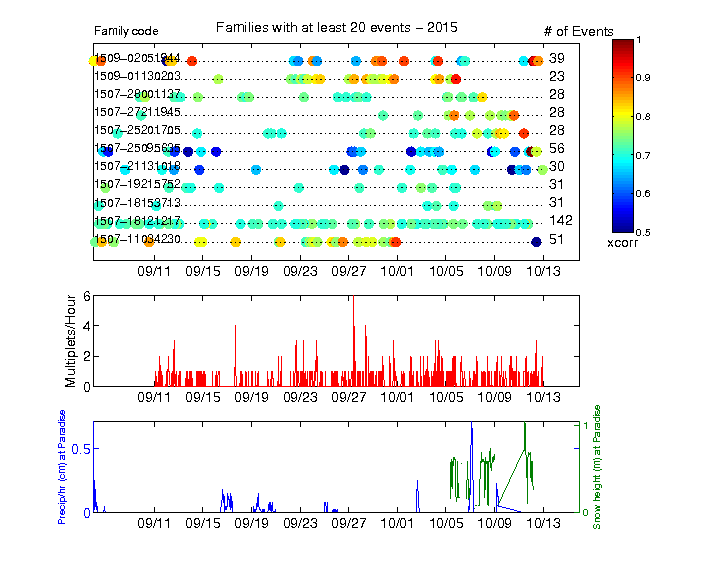 Families with at least 20 events − 2015
Family code
# of Events
1509−02051944 39
1509−01130203 23
1507−28001137 28
1507−27211945 28
1507−25201705 28
1507−25095635 56
1507−21131018 30
1507−19215752 31
1507−18153713 31
1507−18121217 142
1507−11034230 51
09/11 09/15 09/19 09/23 09/27 10/01 10/05 10/09 10/13
1
0.9
0.8
0.7
0.6
0.5
xcorr
Multiplets/Hour
6
4
2
0
09/11 09/15 09/19 09/23 09/27 10/01 10/05 10/09 10/13
Precip/hr (cm) at Paradise
0.5
0
1
0
Snow height (m) at Paradise
09/11 09/15 09/19 09/23 09/27 10/01 10/05 10/09 10/13